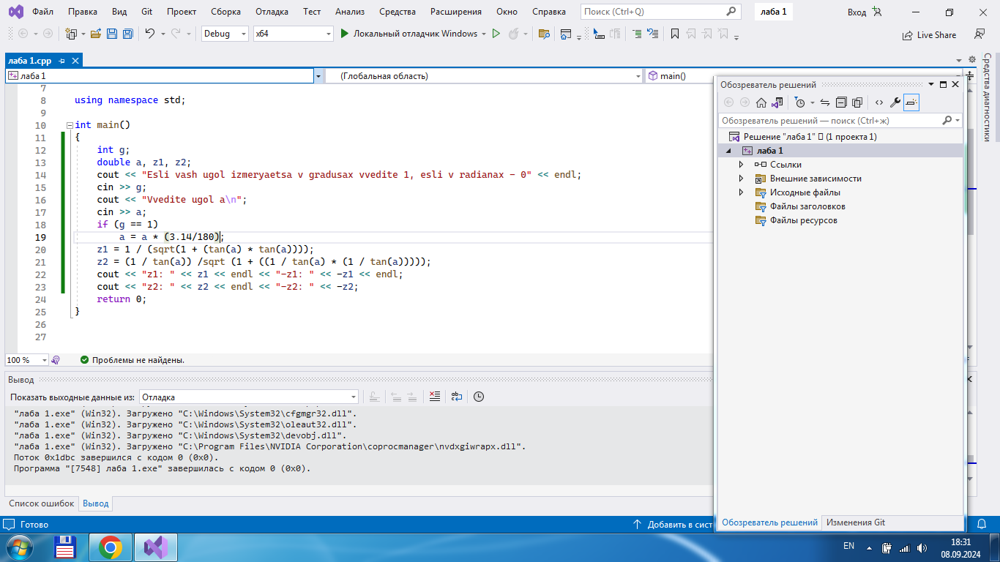 Файл Правка Вид Git Проект Сборка Отладка Тест Анализ Средства Расширения Окно Справка Поиск (Ctrl+Q) лаба 1 Вход
Debug x64 Локальный отладчик Windows Live Share
лаба 1.cpp
лаба 1 (Глобальная область) main()
7
8 using namespace std;
9
10 int main()
11 {
12 int g;
13 double a, z1, z2;
14 cout << "Esli vash ugol izmeryaetsa v gradusax vvedite 1, esli v radianax - 0" << endl;
15 cin >> g;
16 cout << "Vvedite ugol a\n";
17 cin >> a;
18 if (g == 1)
19 a = a * (3.14/180);
20 z1 = 1 / (sqrt(1 + (tan(a) * tan(a))));
21 z2 = (1 / tan(a)) /sqrt (1 + ((1 / tan(a) * (1 / tan(a)))));
22 cout << "z1: " << z1 << endl << "-z1: " << -z1 << endl;
23 cout << "z2: " << z2 << endl << "-z2: " << -z2;
24 return 0;
25 }
26
27
100 % Проблемы не найдены.
Вывод
Показать выходные данные из: Отладка
"лаба 1.exe" (Win32). Загружено "C:\Windows\System32\cfgmgr32.dll".
"лаба 1.exe" (Win32). Загружено "C:\Windows\System32\oleaut32.dll".
"лаба 1.exe" (Win32). Загружено "C:\Windows\System32\devobj.dll".
"лаба 1.exe" (Win32). Загружено "C:\Program Files\NVIDIA Corporation\coprocmanager\nvdxgiwrapx.dll".
Поток 0x1dbc завершился с кодом 0 (0x0).
Программа "[7548] лаба 1.exe" завершилась с кодом 0 (0x0).
Список ошибок Вывод
Обозреватель решений
Обозреватель решений — поиск (Ctrl+ж)
Решение "лаба 1" (1 проекта 1)
лаба 1
Ссылки
Внешние зависимости
Исходные файлы
Файлы заголовков
Файлы ресурсов
Обозреватель решений Изменения Git
Средства диагностики
Готово Добавить в сист
EN 18:31
08.09.2024